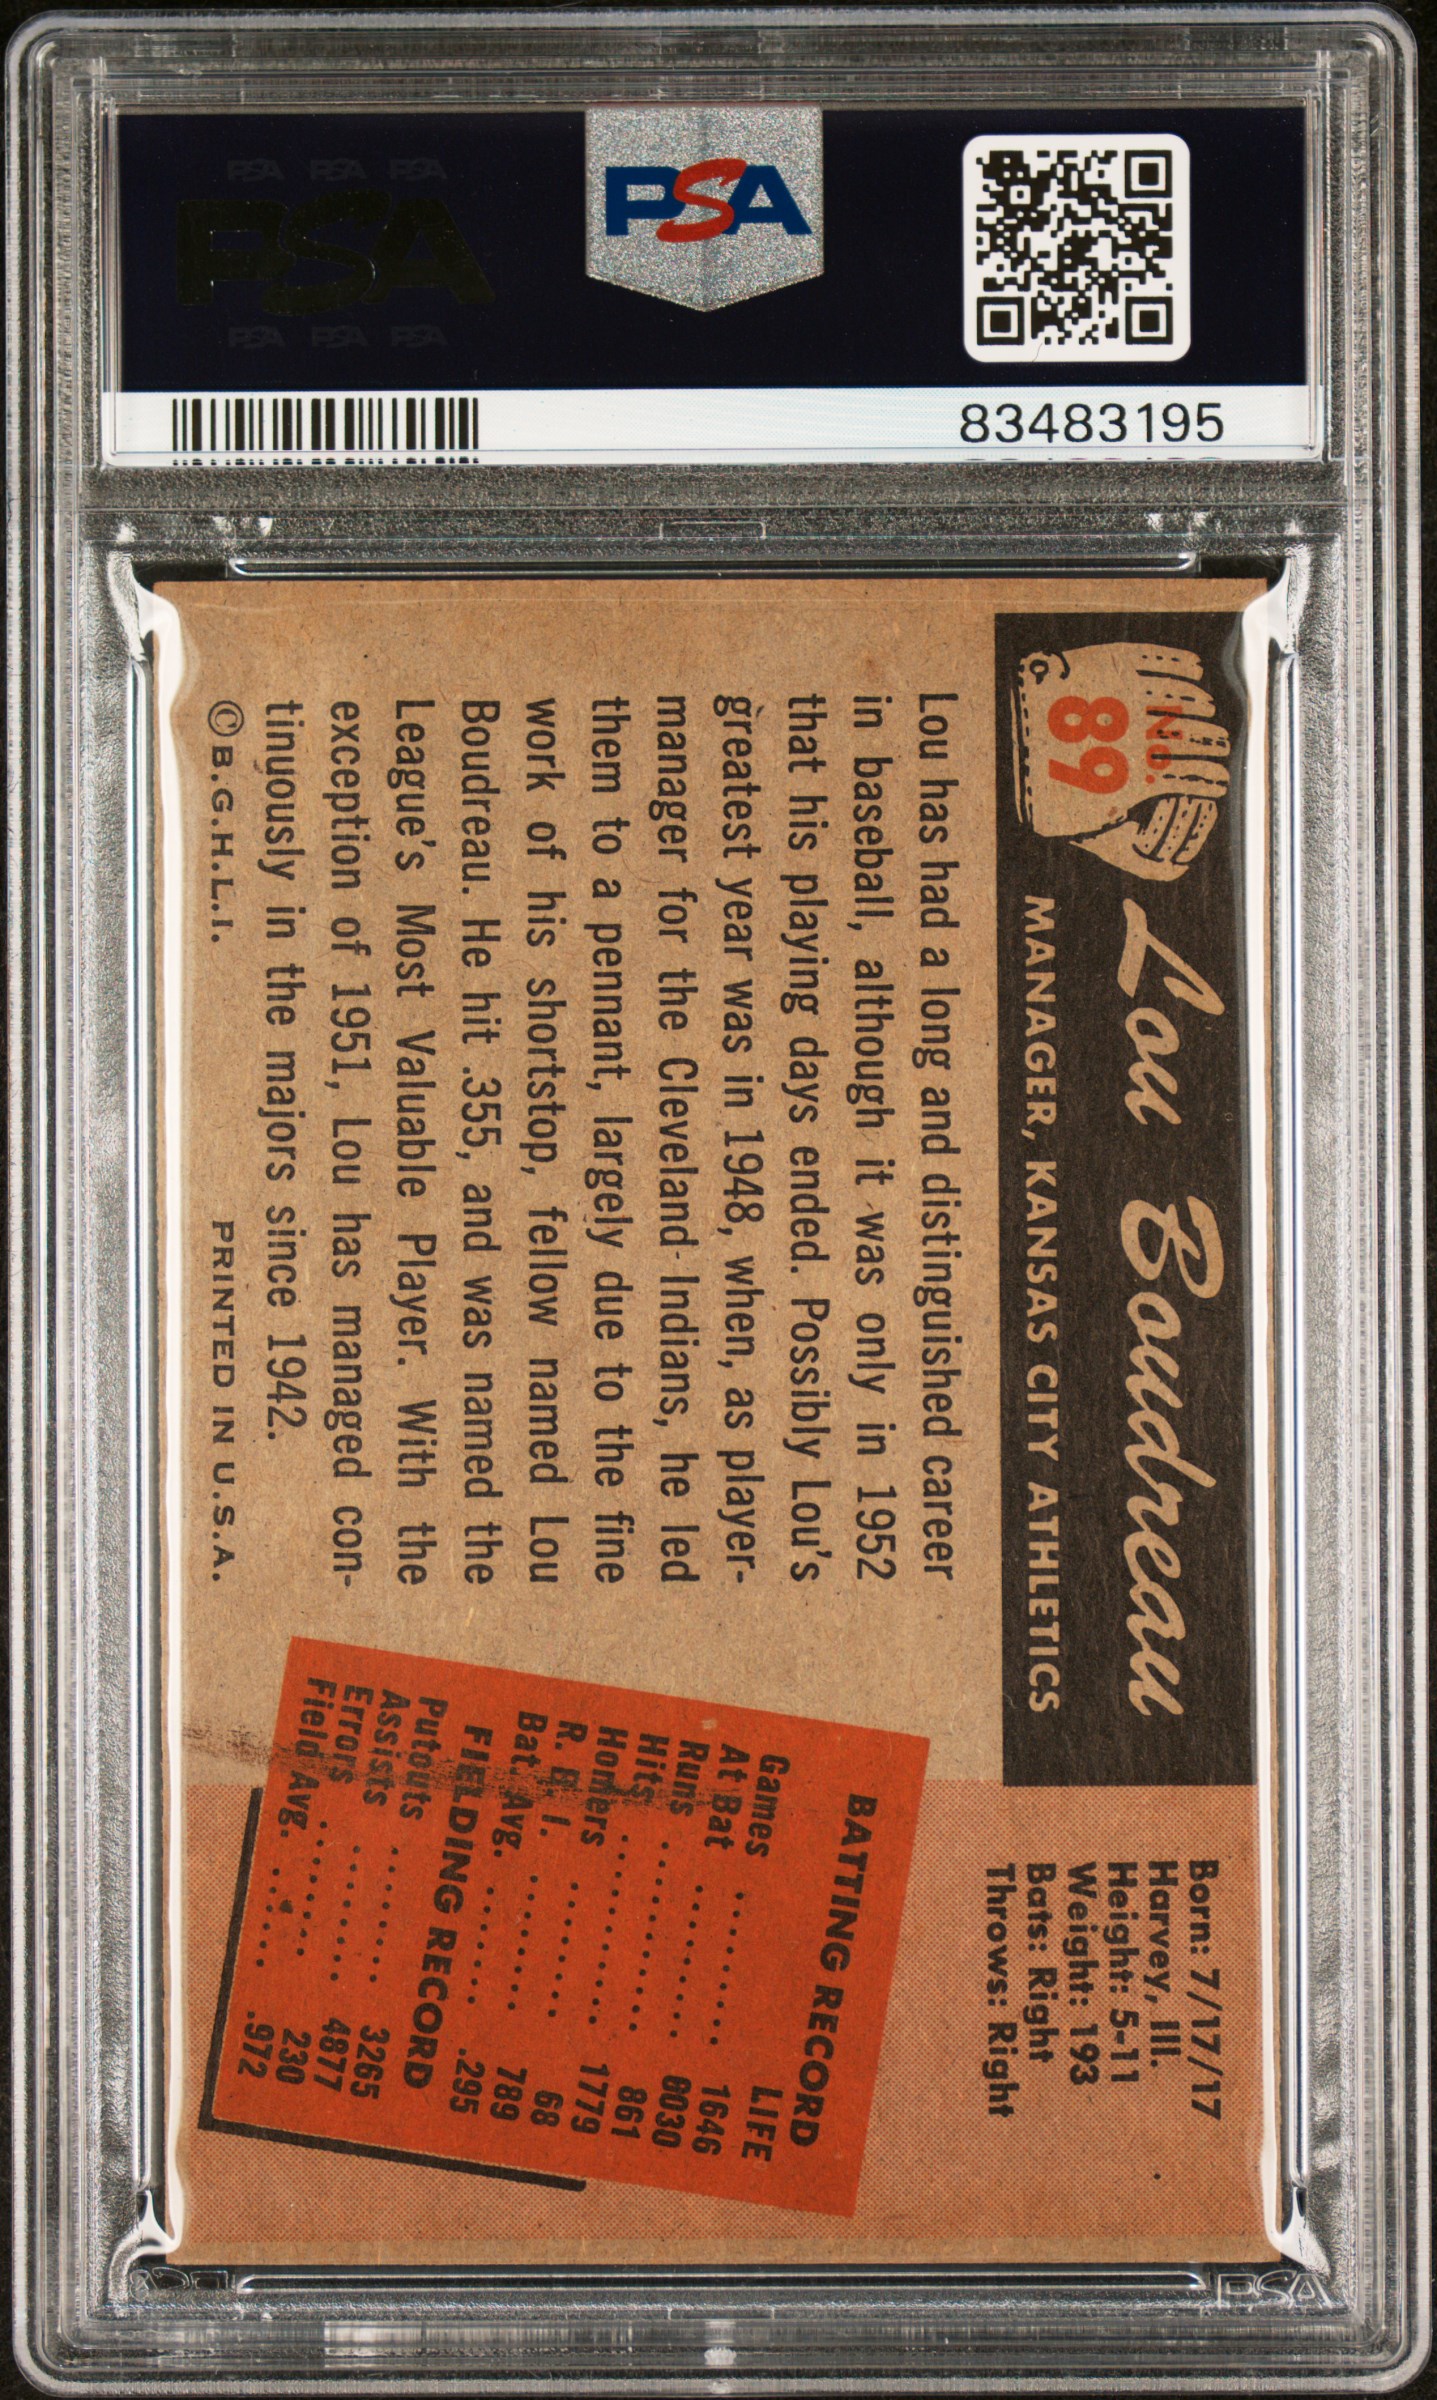 PSA PSA PSA
PSA
PSA PSA PSA
PSA
83483195
No.
89
Lou Boudreau
MANAGER, KANSAS CITY ATHLETICS
Lou has had a long and distinguished career
in baseball, although it was only in 1952
that his playing days ended. Possibly Lou's
greatest year was in 1948, when, as player-
manager for the Cleveland Indians, he led
them to a pennant, largely due to the fine
work of his shortstop, fellow named Lou
Boudreau. He hit .355, and was named the
League's Most Valuable Player. With the
exception of 1951, Lou has managed con-
tinuously in the majors since 1942.
©B.G.H.L.I. PRINTED IN U.S.A.
Born: 7/17/17
Harvey, Ill.
Height: 5-11
Weight: 193
Bats: Right
Throws: Right
BATTING RECORD
LIFE
Games ........ 1646
At Bat ........ 6030
Runs ........ 861
Hits ........ 1779
Homers ........ 68
R. B. I. ........ 789
Bat. Avg. ........ .295
FIELDING RECORD
Putouts ........ 3265
Assists ........ 4877
Errors ........ 230
Field Avg. ........ .972
PSA